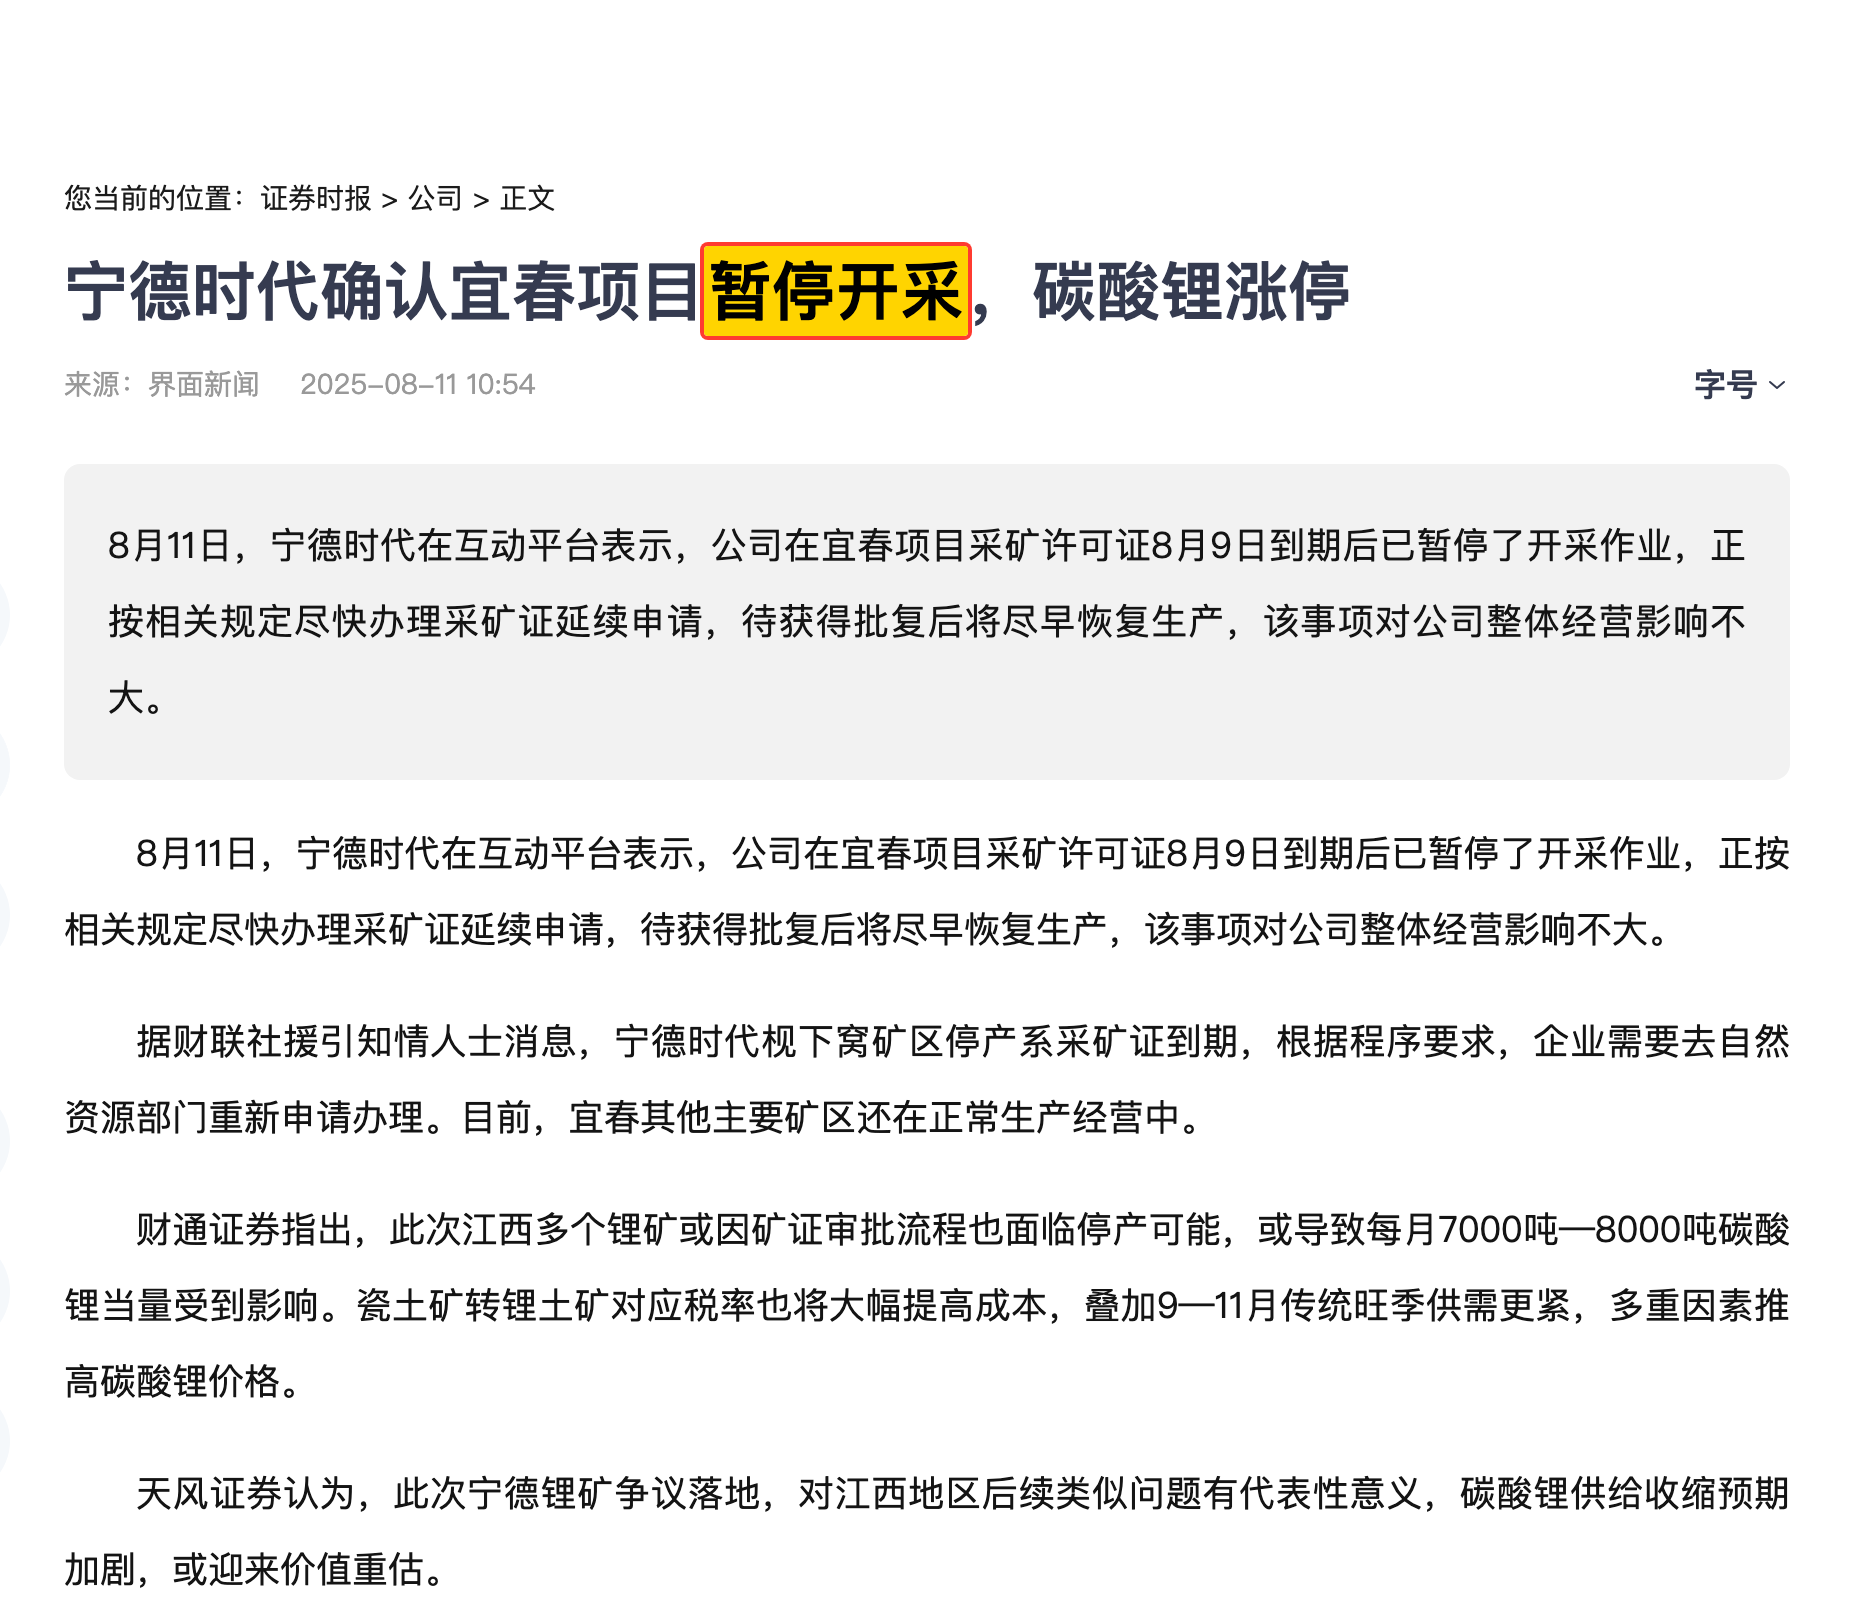 您当前的位置：证券时报 > 公司 > 正文
宁德时代确认宜春项目暂停开采，碳酸锂涨停
来源：界面新闻 2025-08-11 10:54 字号
8月11日，宁德时代在互动平台表示，公司在宜春项目采矿许可证8月9日到期后已暂停了开采作业，正
按相关规定尽快办理采矿证延续申请，待获得批复后将尽早恢复生产，该事项对公司整体经营影响不
大。
8月11日，宁德时代在互动平台表示，公司在宜春项目采矿许可证8月9日到期后已暂停了开采作业，正按
相关规定尽快办理采矿证延续申请，待获得批复后将尽早恢复生产，该事项对公司整体经营影响不大。
据财联社援引知情人士消息，宁德时代枧下窝矿区停产系采矿证到期，根据程序要求，企业需要去自然
资源部门重新申请办理。目前，宜春其他主要矿区还在正常生产经营中。
财通证券指出，此次江西多个锂矿或因矿证审批流程也面临停产可能，或导致每月7000吨—8000吨碳酸
锂当量受到影响。瓷土矿转锂土矿对应税率也将大幅提高成本，叠加9—11月传统旺季供需更紧，多重因素推
高碳酸锂价格。
天风证券认为，此次宁德锂矿争议落地，对江西地区后续类似问题有代表性意义，碳酸锂供给收缩预期
加剧，或迎来价值重估。